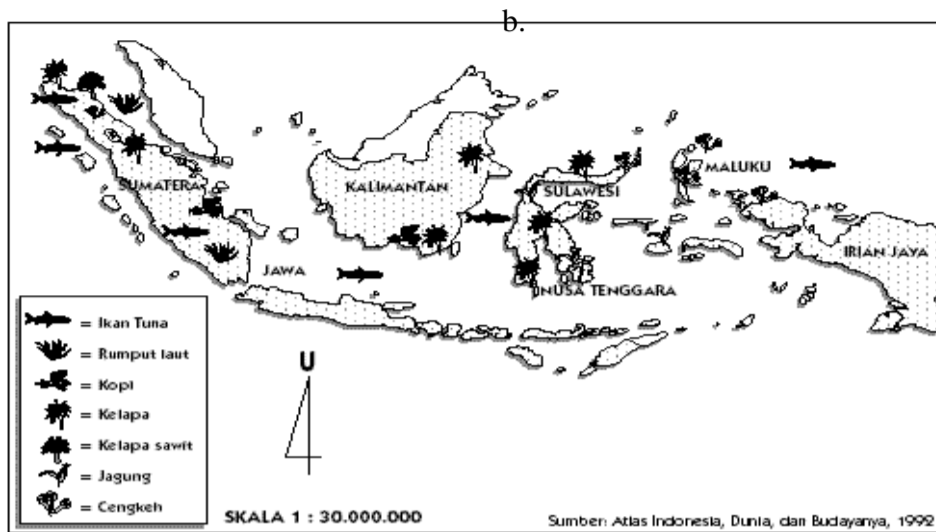 b.
SUMATERA
KALIMANTAN
SULAWESI
MALUKU
IRIAN JAYA
JAWA
NUSA TENGGARA
= Ikan Tuna
= Rumput laut
= Kopi
= Kelapa
= Kelapa sawit
= Jagung
= Cengkeh
U
SKALA 1 : 30.000.000
Sumber: Atlas Indonesia, Dunia, dan Budayanya, 1992